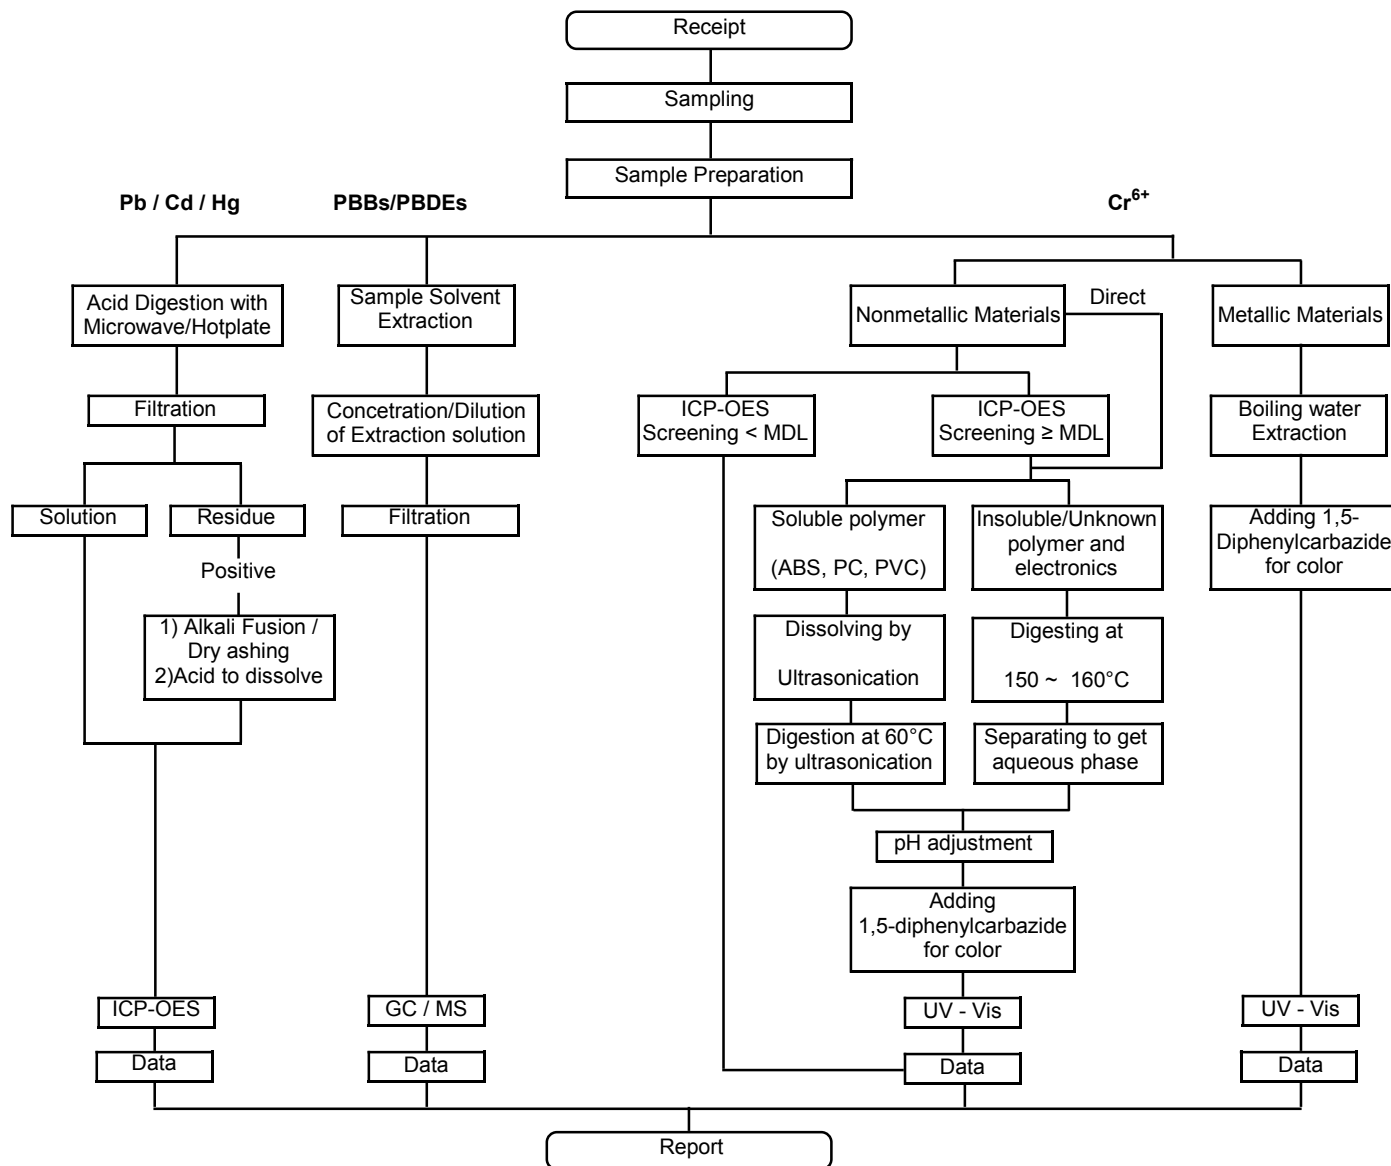 Receipt
Sampling
Sample Preparation
Pb / Cd / Hg
PBBs/PBDEs
Cr6+
Acid Digestion with
Microwave/Hotplate
Sample Solvent
Extraction
Nonmetallic Materials
Direct
Metallic Materials
Filtration
Concetration/Dilution
of Extraction solution
ICP-OES
Screening < MDL
ICP-OES
Screening ≥ MDL
Boiling water
Extraction
Solution
Residue
Filtration
Soluble polymer
(ABS, PC, PVC)
Insoluble/Unknown
polymer and
electronics
Adding 1,5-
Diphenylcarbazide
for color
Positive
1) Alkali Fusion /
Dry ashing
2)Acid to dissolve
Dissolving by
Ultrasonication
Digesting at
150 ~ 160°C
Digestion at 60°C
by ultrasonication
Separating to get
aqueous phase
pH adjustment
Adding
1,5-diphenylcarbazide
for color
ICP-OES
GC / MS
UV - Vis
UV - Vis
Data
Data
Data
Data
Report